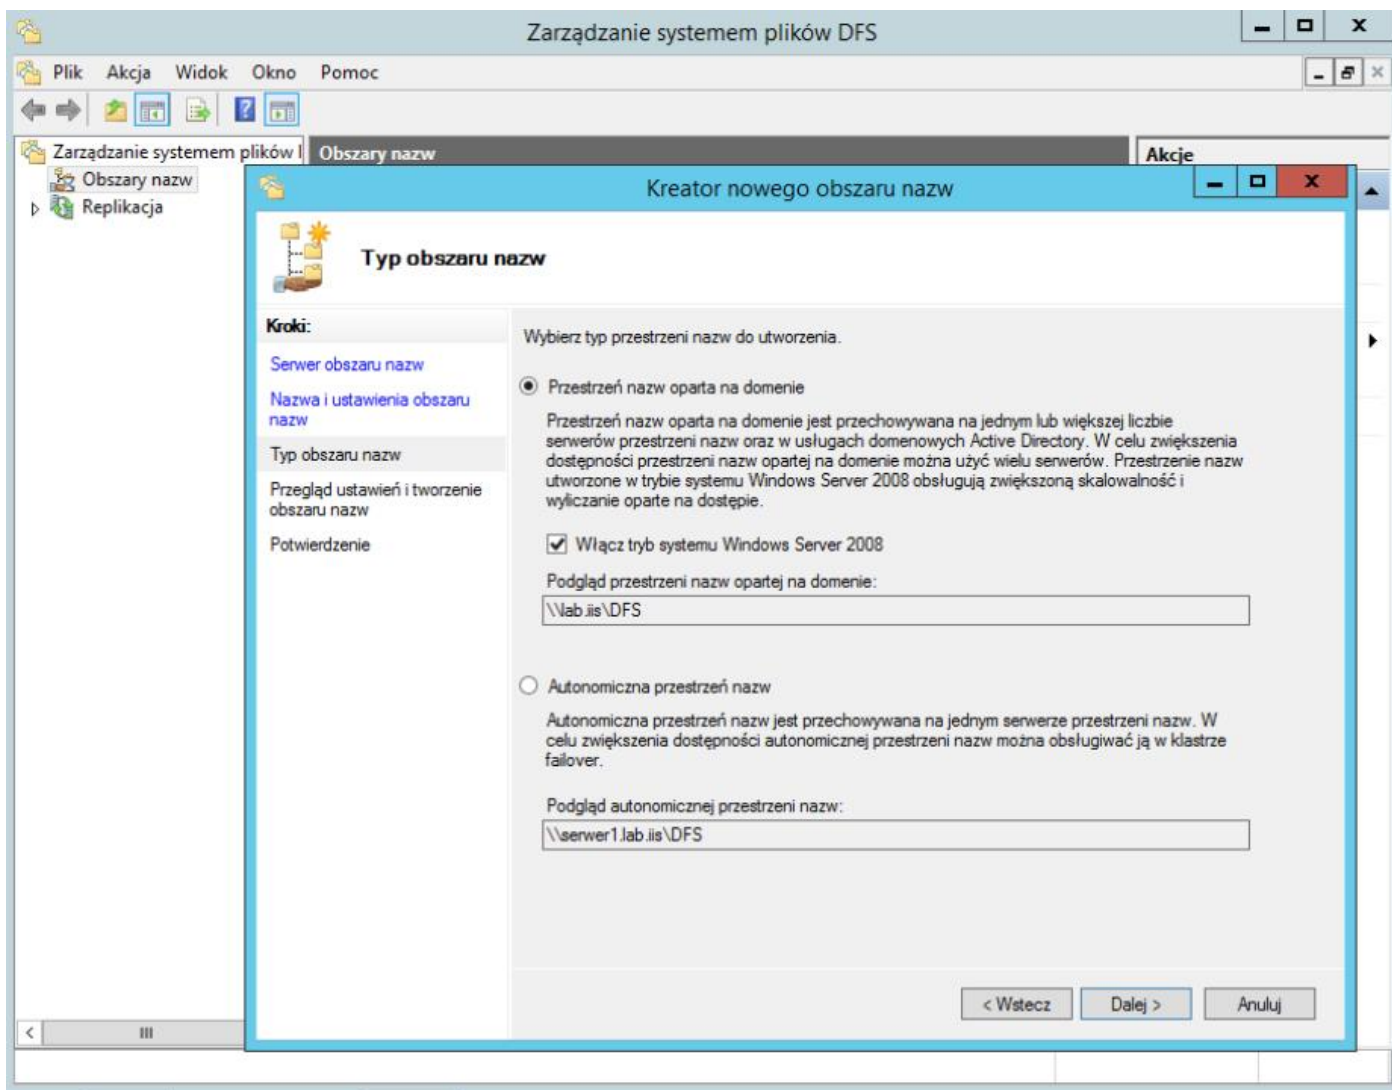 Zarządzanie systemem plików DFS
Plik Akcja Widok Okno Pomoc
Zarządzanie systemem plików
Obszary nazw
Akcje
Obszary nazw
Replikacja
Kreator nowego obszaru nazw
Typ obszaru nazw
Kroki:
Serwer obszaru nazw
Nazwa i ustawienia obszaru
nazw
Typ obszaru nazw
Przegląd ustawień i tworzenie
obszaru nazw
Potwierdzenie
Wybierz typ przestrzeni nazw do utworzenia.
Przestrzeń nazw oparta na domenie
Przestrzeń nazw oparta na domenie jest przechowywana na jednym lub większej liczbie
serwerów przestrzeni nazw oraz w usługach domenowych Active Directory. W celu zwiększenia
dostępności przestrzeni nazw opartej na domenie można użyć wielu serwerów. Przestrzenie nazw
utworzone w trybie systemu Windows Server 2008 obsługują zwiększoną skalowalność i
wyliczanie oparte na dostępie.
Włącz tryb systemu Windows Server 2008
Podgląd przestrzeni nazw opartej na domenie:
\\lab.iis\DFS
Autonomiczna przestrzeń nazw
Autonomiczna przestrzeń nazw jest przechowywana na jednym serwerze przestrzeni nazw. W
celu zwiększenia dostępności autonomicznej przestrzeni nazw można obsługiwać ją w klastrze
failover.
Podgląd autonomicznej przestrzeni nazw:
\\serwer1.lab.iis\DFS
< Wstecz
Dalej >
Anuluj